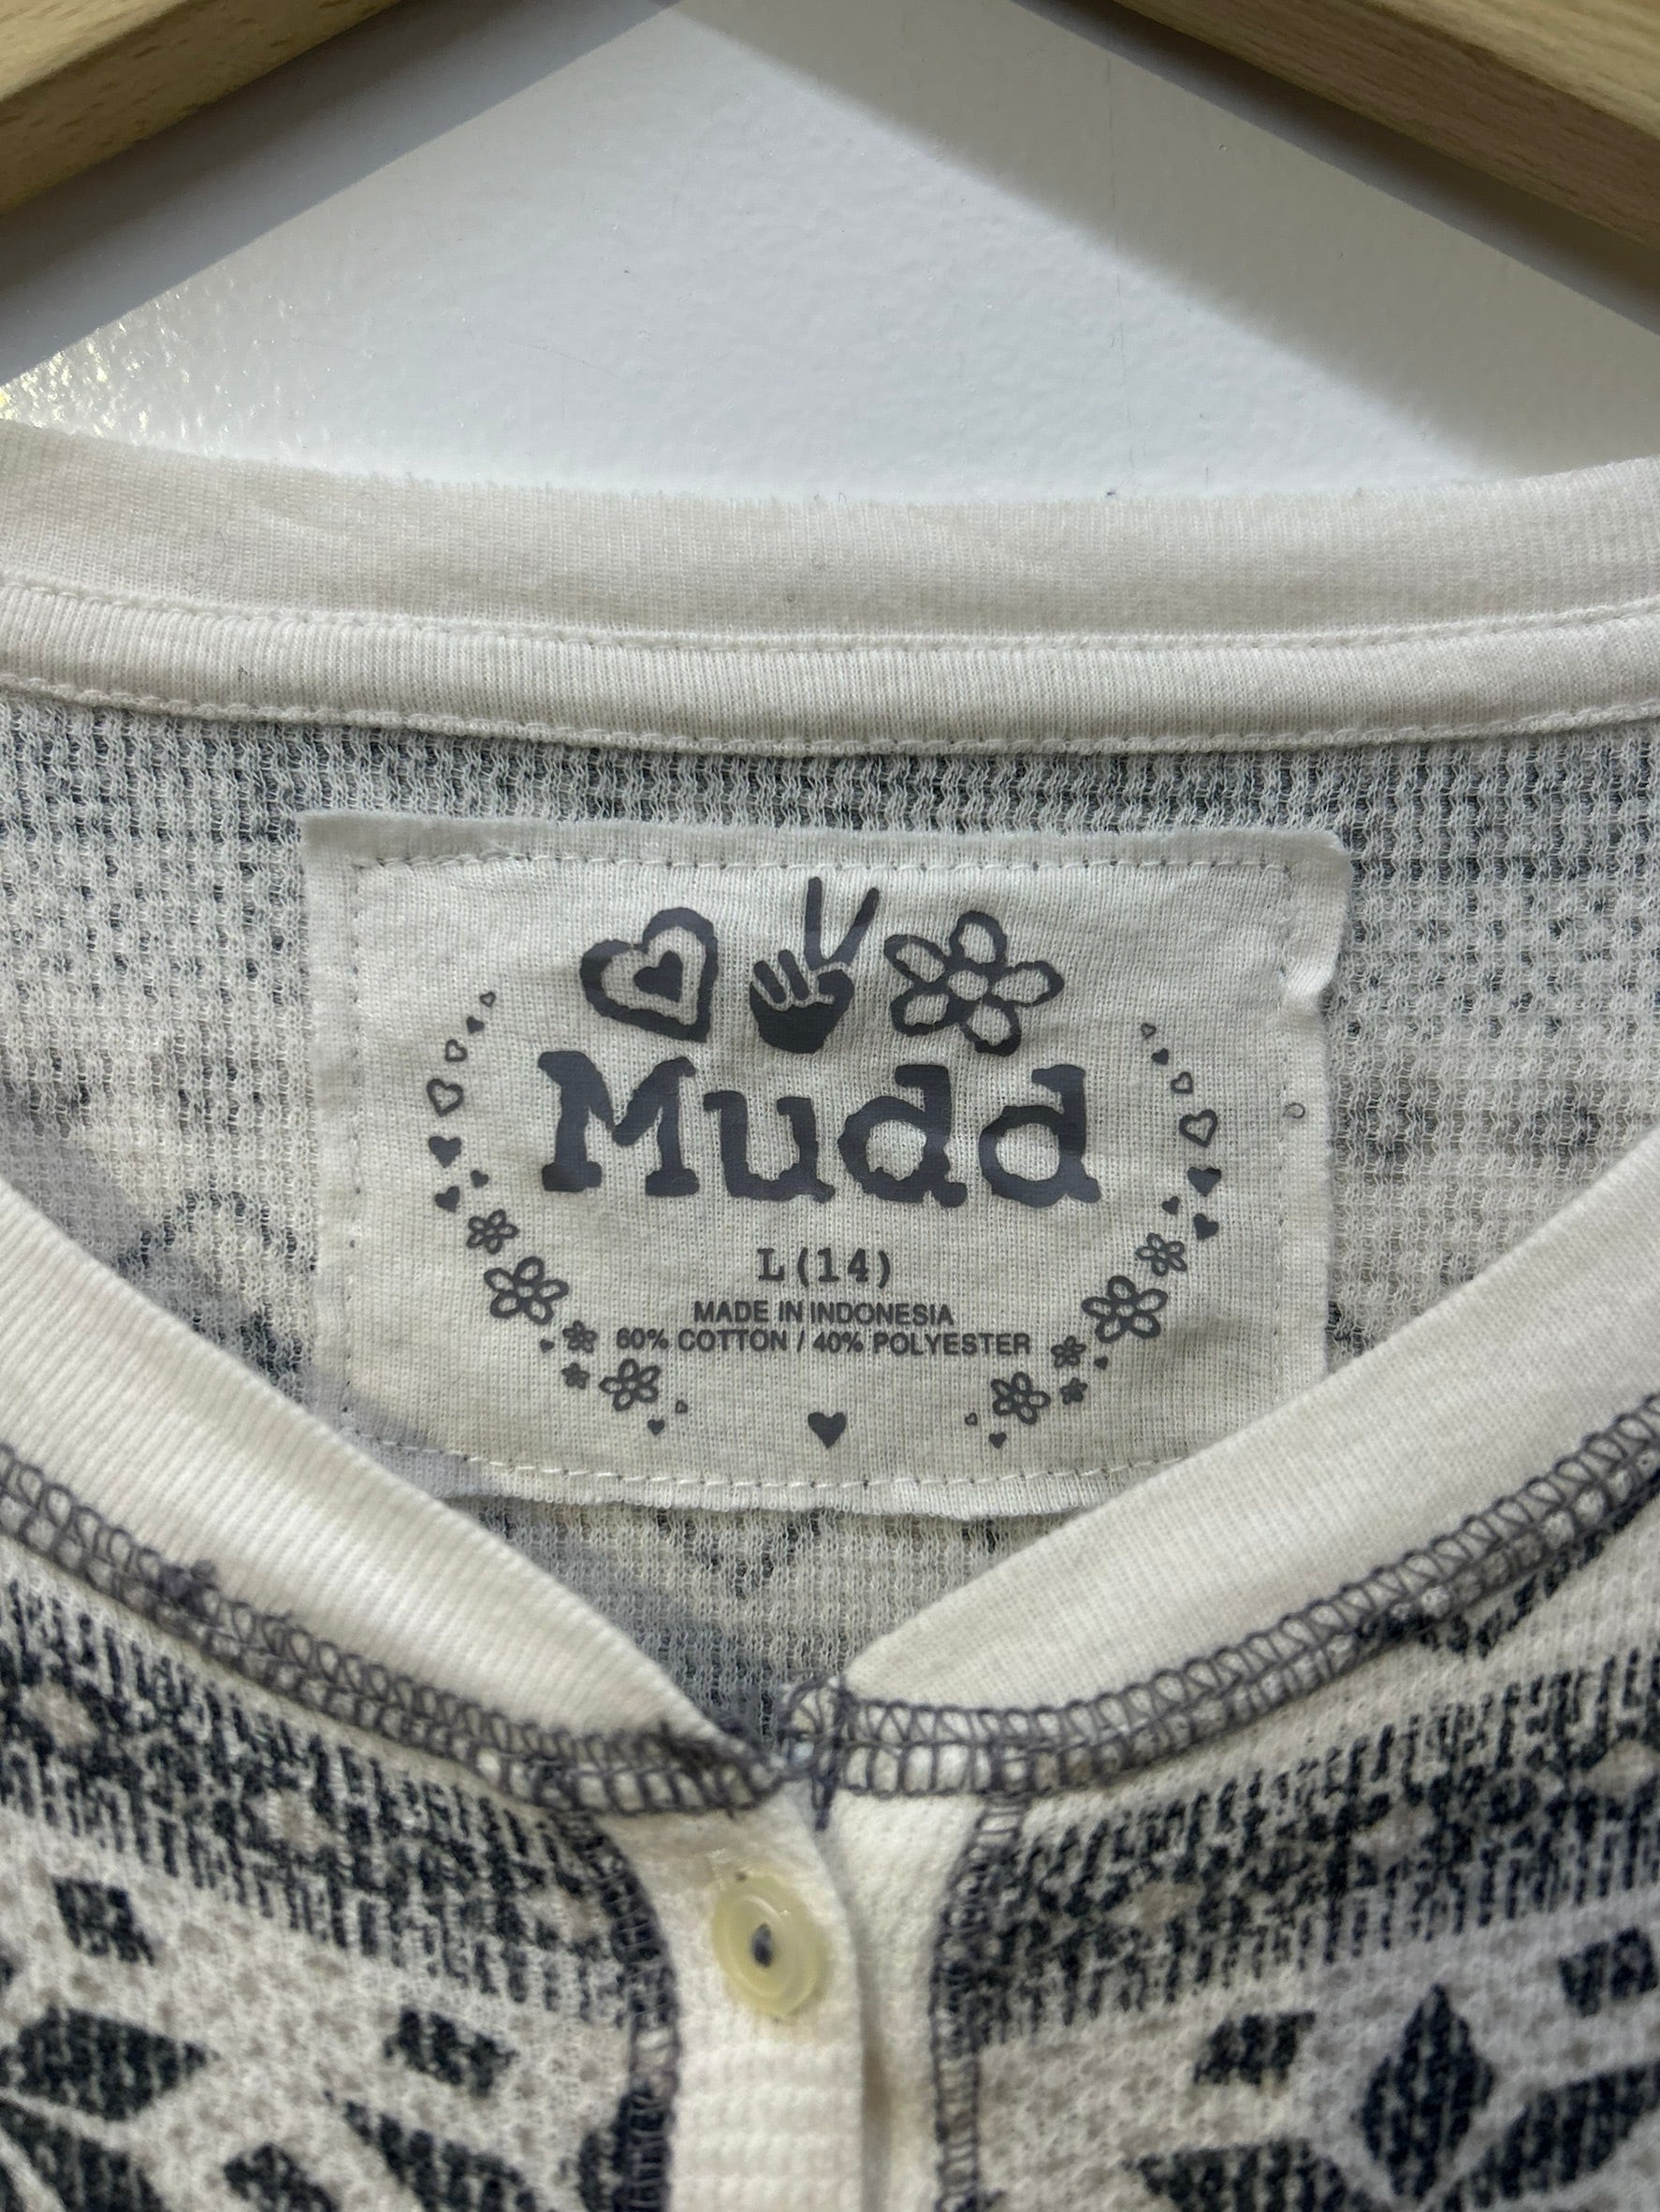 Mudd
L(14)
MADE IN INDONESIA
60% COTTON / 40% POLYESTER